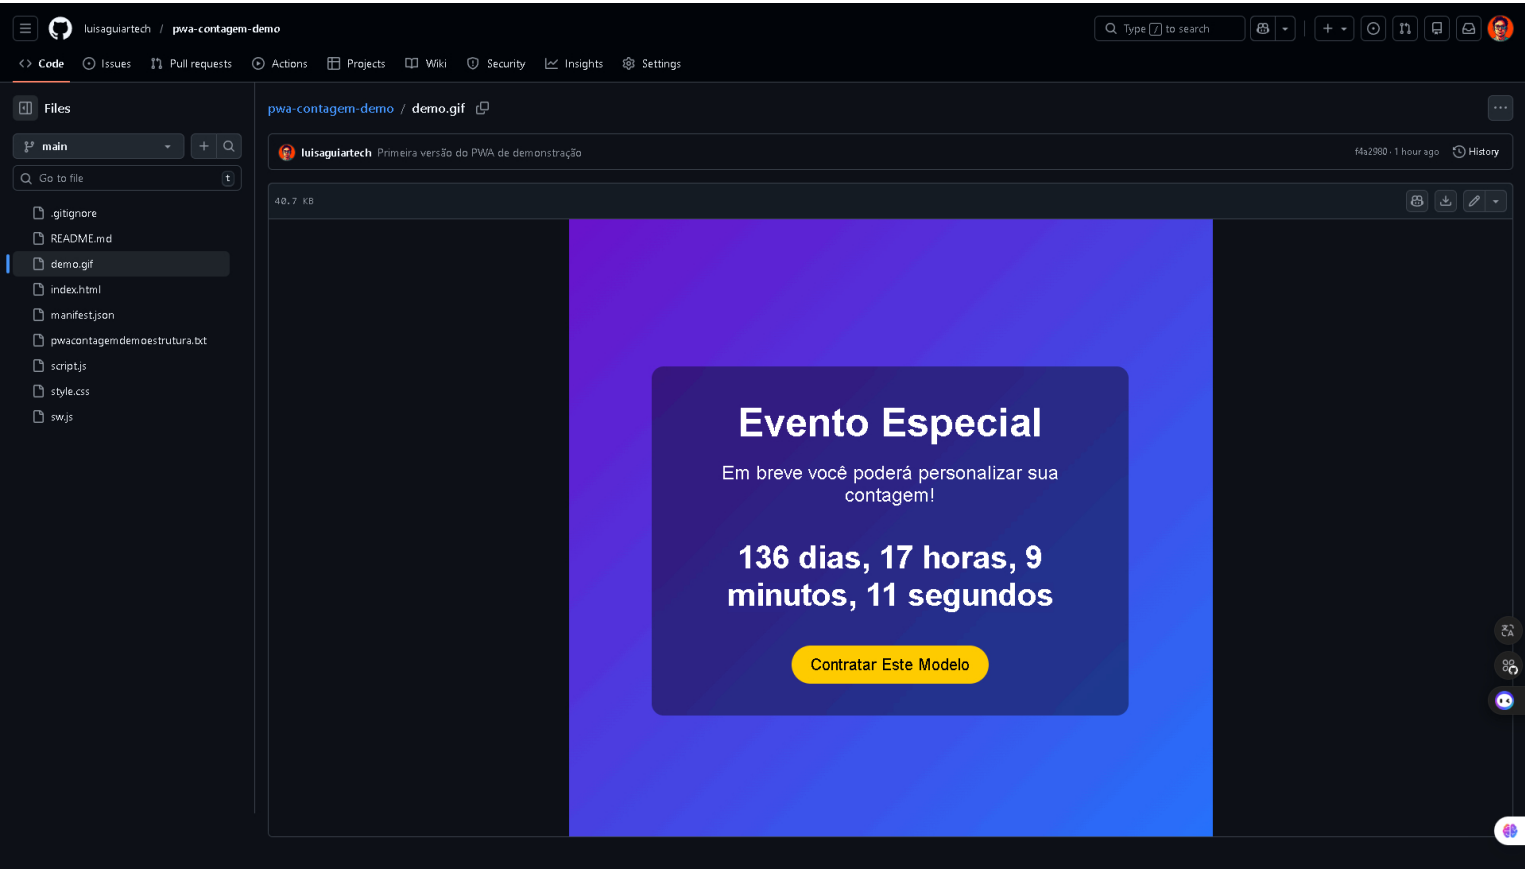 luisaguiartech / pwa-contagem-demo
Type / to search
Code Issues Pull requests Actions Projects Wiki Security Insights Settings
Files
main
Go to file t
.gitignore
README.md
demo.gif
index.html
manifest.json
pwacontagemdemoestrutura.txt
script.js
style.css
sw.js
pwa-contagem-demo / demo.gif
luisaguiartech Primeira versão do PWA de demonstração
f4a2980 · 1 hour ago History
40.7 KB
Evento Especial
Em breve você poderá personalizar sua
contagem!
136 dias, 17 horas, 9
minutos, 11 segundos
Contratar Este Modelo